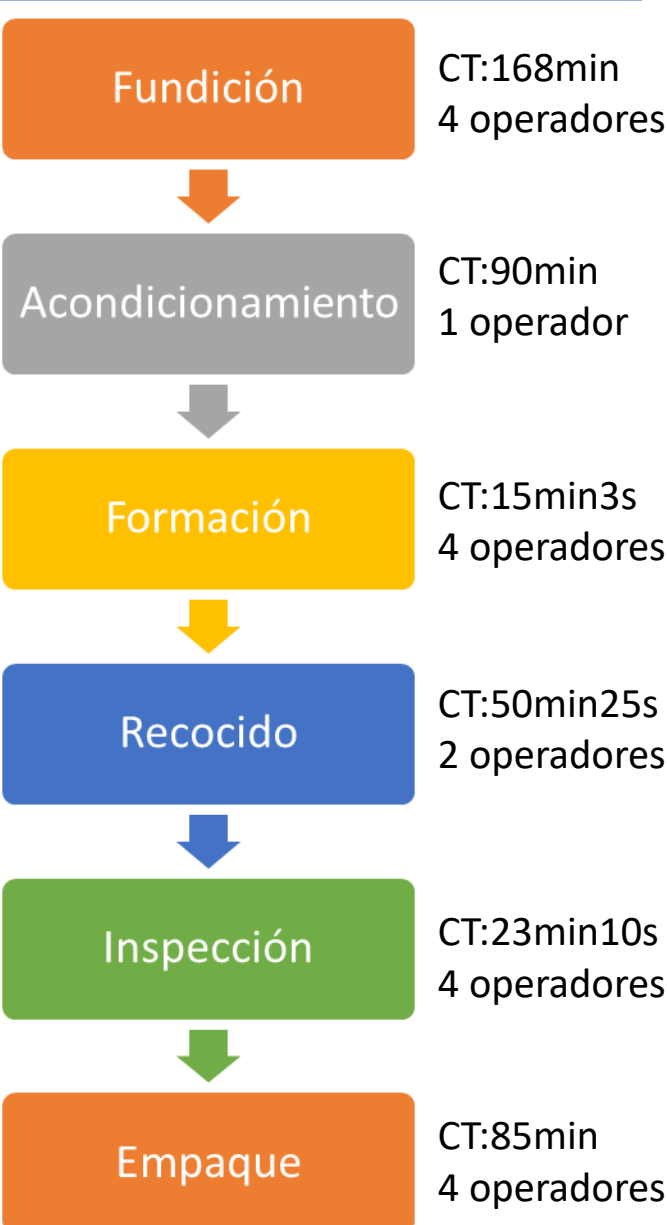 Fundición
CT:168min
4 operadores
Acondicionamiento
CT:90min
1 operador
Formación
CT:15min3s
4 operadores
Recocido
CT:50min25s
2 operadores
Inspección
CT:23min10s
4 operadores
Empaque
CT:85min
4 operadores